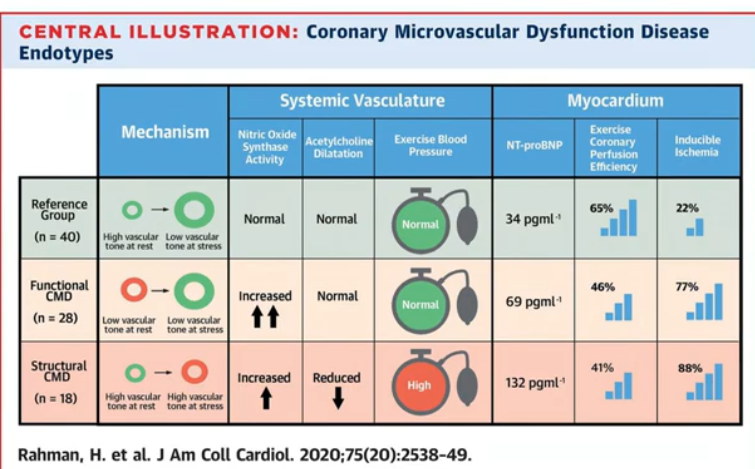 CENTRAL ILLUSTRATION: Coronary Microvascular Dysfunction Disease
Endotypes
Mechanism
Systemic Vasculature
Myocardium
Nitric Oxide
Synthase
Activity
Acetylcholine
Dilatation
Exercise Blood
Pressure
NT-proBNP
Exercise
Coronary
Perfusion
Efficiency
Inducible
Ischemia
Reference
Group
(n = 40)
High vascular
tone at rest
Low vascular
tone at stress
Normal
Normal
Normal
34 pgml-1
65%
22%
Functional
CMD
(n = 28)
Low vascular
tone at rest
Low vascular
tone at stress
Increased
Normal
Normal
69 pgml-1
46%
77%
Structural
CMD
(n = 18)
High vascular
tone at rest
High vascular
tone at stress
Increased
Reduced
High
132 pgml-1
41%
88%
Rahman, H. et al. J Am Coll Cardiol. 2020;75(20):2538-49.